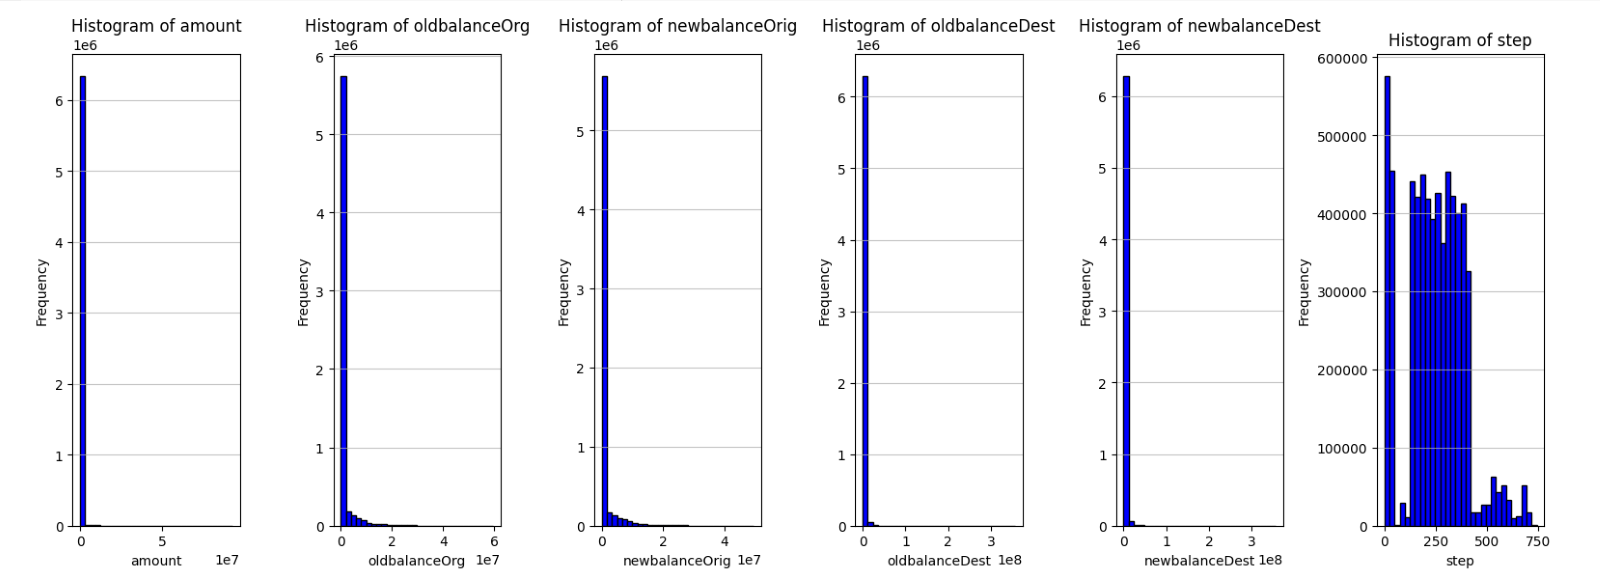 Histogram of amount
1e6
6
5
4
3
2
1
0
Frequency
0 5
1e7
amount
Histogram of oldbalanceOrg
1e6
6
5
4
3
2
1
0
Frequency
0 2 4 6
1e7
oldbalanceOrg
Histogram of newbalanceOrig
1e6
5
4
3
2
1
0
Frequency
0 2 4
1e7
newbalanceOrig
Histogram of oldbalanceDest
1e6
6
5
4
3
2
1
0
Frequency
0 1 2 3
1e8
oldbalanceDest
Histogram of newbalanceDest
1e6
6
5
4
3
2
1
0
Frequency
0 1 2 3
1e8
newbalanceDest
Histogram of step
600000
500000
400000
300000
200000
100000
0
Frequency
0 250 500 750
step